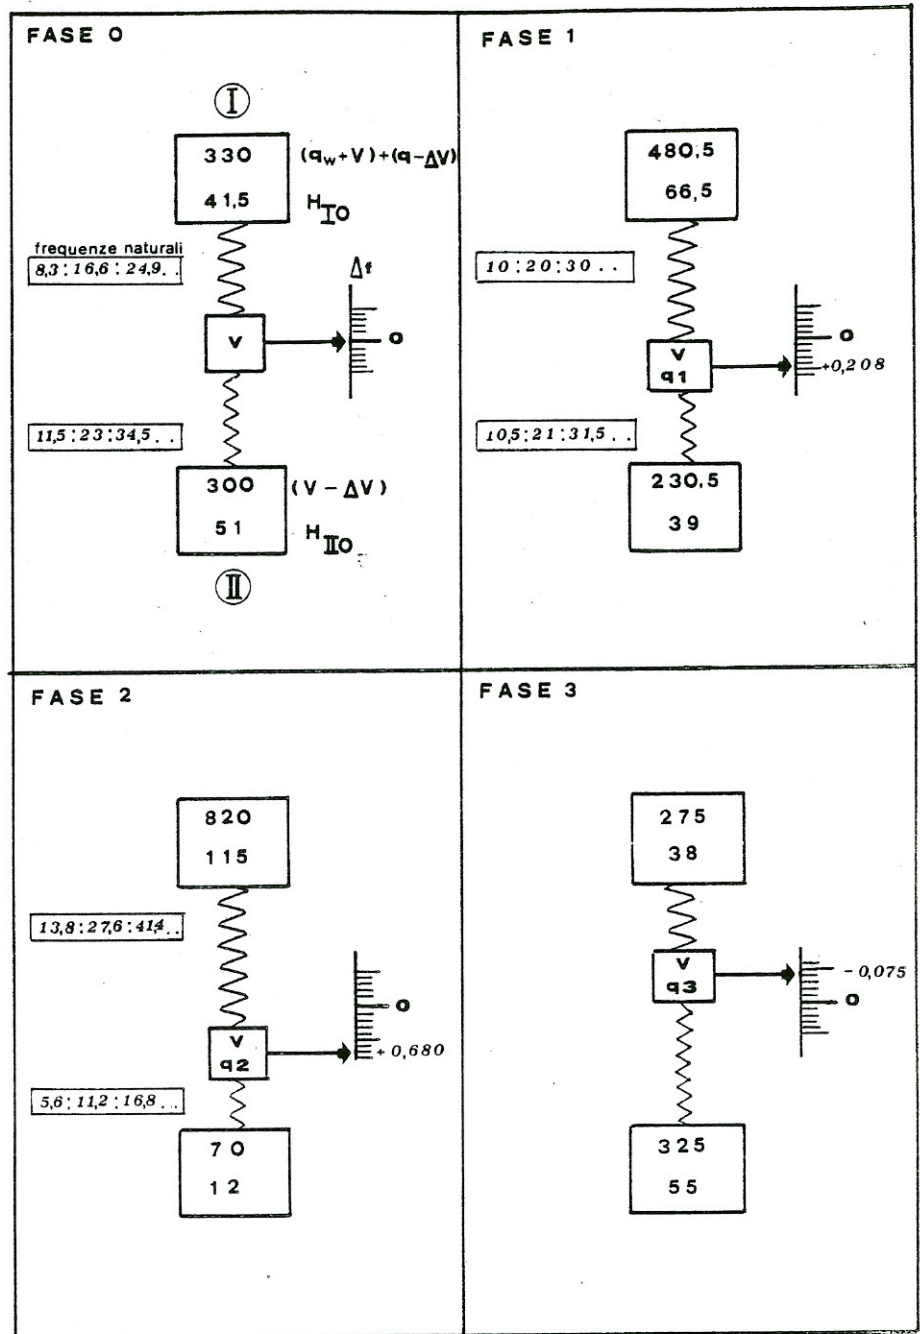 FASE 0
I
330 (qw+V)+(q-ΔV)
41,5 HIO
frequenze naturali
8,3:16,6:24,9..
Δf
V
0
11,5:23:34,5..
300 (V-ΔV)
51 HIIO
II
FASE 1
480,5
66,5
10:20:30..
0
V
q1
+0,208
10,5:21:31,5..
230,5
39
FASE 2
820
115
13,8:27,6:41,4..
0
V
q2
+0,680
5,6:11,2:16,8...
70
12
FASE 3
275
38
V
q3
-0,075
0
325
55